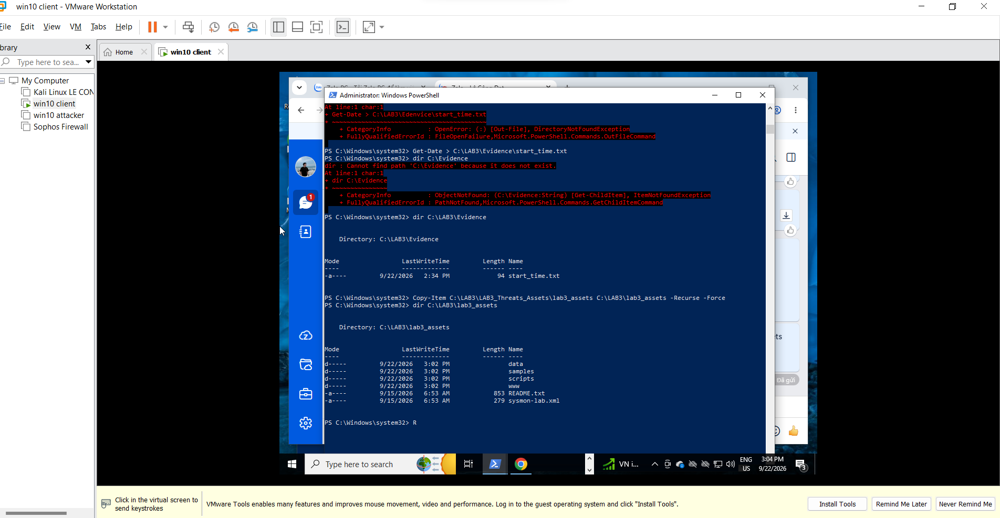 win10 client - VMware Workstation
File Edit View VM Tabs Help
brary
Home
win10 client
Type here to sea...
My Computer
Kali Linux LE CON
win10 client
win10 attacker
Sophos Firewall
Administrator: Windows PowerShell
At line:1 char:1
+ Get-Date > C:\LAB3\Edenvice\start_time.txt
+ ~~~~~~~~~~~~~~~~~~~~~~~~~~~~~~~~~~~~~~~~~~
+ CategoryInfo : OpenError: (:) [Out-File], DirectoryNotFoundException
+ FullyQualifiedErrorId : FileOpenFailure,Microsoft.PowerShell.Commands.OutFileCommand
PS C:\Windows\system32> Get-Date > C:\LAB3\Evidence\start_time.txt
PS C:\Windows\system32> dir C:\Evidence
dir : Cannot find path 'C:\Evidence' because it does not exist.
At line:1 char:1
+ dir C:\Evidence
+ ~~~~~~~~~~~~~~~
+ CategoryInfo : ObjectNotFound: (C:\Evidence:String) [Get-ChildItem], ItemNotFoundException
+ FullyQualifiedErrorId : PathNotFound,Microsoft.PowerShell.Commands.GetChildItemCommand
1
PS C:\Windows\system32> dir C:\LAB3\Evidence
Directory: C:\LAB3\Evidence
Mode LastWriteTime Length Name
---- ------------- ------ ----
-a---- 9/22/2026 2:34 PM 94 start_time.txt
PS C:\Windows\system32> Copy-Item C:\LAB3\LAB3_Threats_Assets\lab3_assets C:\LAB3\lab3_assets -Recurse -Force
PS C:\Windows\system32> dir C:\LAB3\lab3_assets
Directory: C:\LAB3\lab3_assets
ts
Mode LastWriteTime Length Name
---- ------------- ------ ----
d----- 9/22/2026 3:02 PM data
d----- 9/22/2026 3:02 PM samples
d----- 9/22/2026 3:02 PM scripts
d----- 9/22/2026 3:02 PM www
-a---- 9/15/2026 6:53 AM 853 README.txt
-a---- 9/15/2026 6:53 AM 279 sysmon-lab.xml
Đã gửi
PS C:\Windows\system32> R
Type here to search
VN i...
ENG
US
3:04 PM
9/22/2026
3
Click in the virtual screen to
send keystrokes
VMware Tools enables many features and improves mouse movement, video and performance. Log in to the guest operating system and click "Install Tools".
Install Tools
Remind Me Later
Never Remind Me